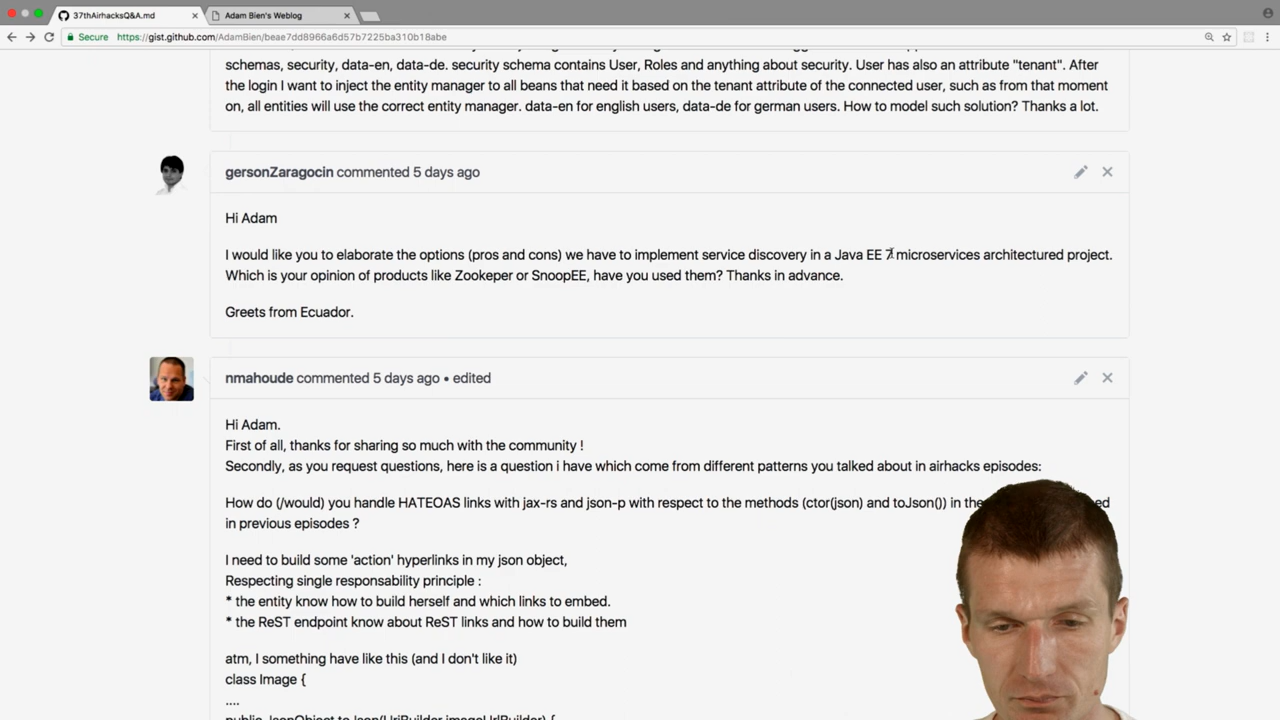 37thAirhacksQ&A.md
Adam Bien's Weblog
Secure https://gist.github.com/AdamBien/beae7dd8966a6d57b7225ba310b18abe
schemas, security, data-en, data-de. security schema contains User, Roles and anything about security. User has also an attribute "tenant". After
the login I want to inject the entity manager to all beans that need it based on the tenant attribute of the connected user, such as from that moment
on, all entities will use the correct entity manager. data-en for english users, data-de for german users. How to model such solution? Thanks a lot.
gersonZaragocin commented 5 days ago
Hi Adam
I would like you to elaborate the options (pros and cons) we have to implement service discovery in a Java EE 7 microservices architectured project.
Which is your opinion of products like Zookeper or SnoopEE, have you used them? Thanks in advance.
Greets from Ecuador.
nmahoude commented 5 days ago • edited
Hi Adam.
First of all, thanks for sharing so much with the community !
Secondly, as you request questions, here is a question i have which come from different patterns you talked about in airhacks episodes:
How do (/would) you handle HATEOAS links with jax-rs and json-p with respect to the methods (ctor(json) and toJson()) in the
in previous episodes ?
I need to build some 'action' hyperlinks in my json object,
Respecting single responsability principle :
* the entity know how to build herself and which links to embed.
* the ReST endpoint know about ReST links and how to build them
atm, I something have like this (and I don't like it)
class Image {
....
public JsonObject toJson(UriBuilder imageUriBuilder) {